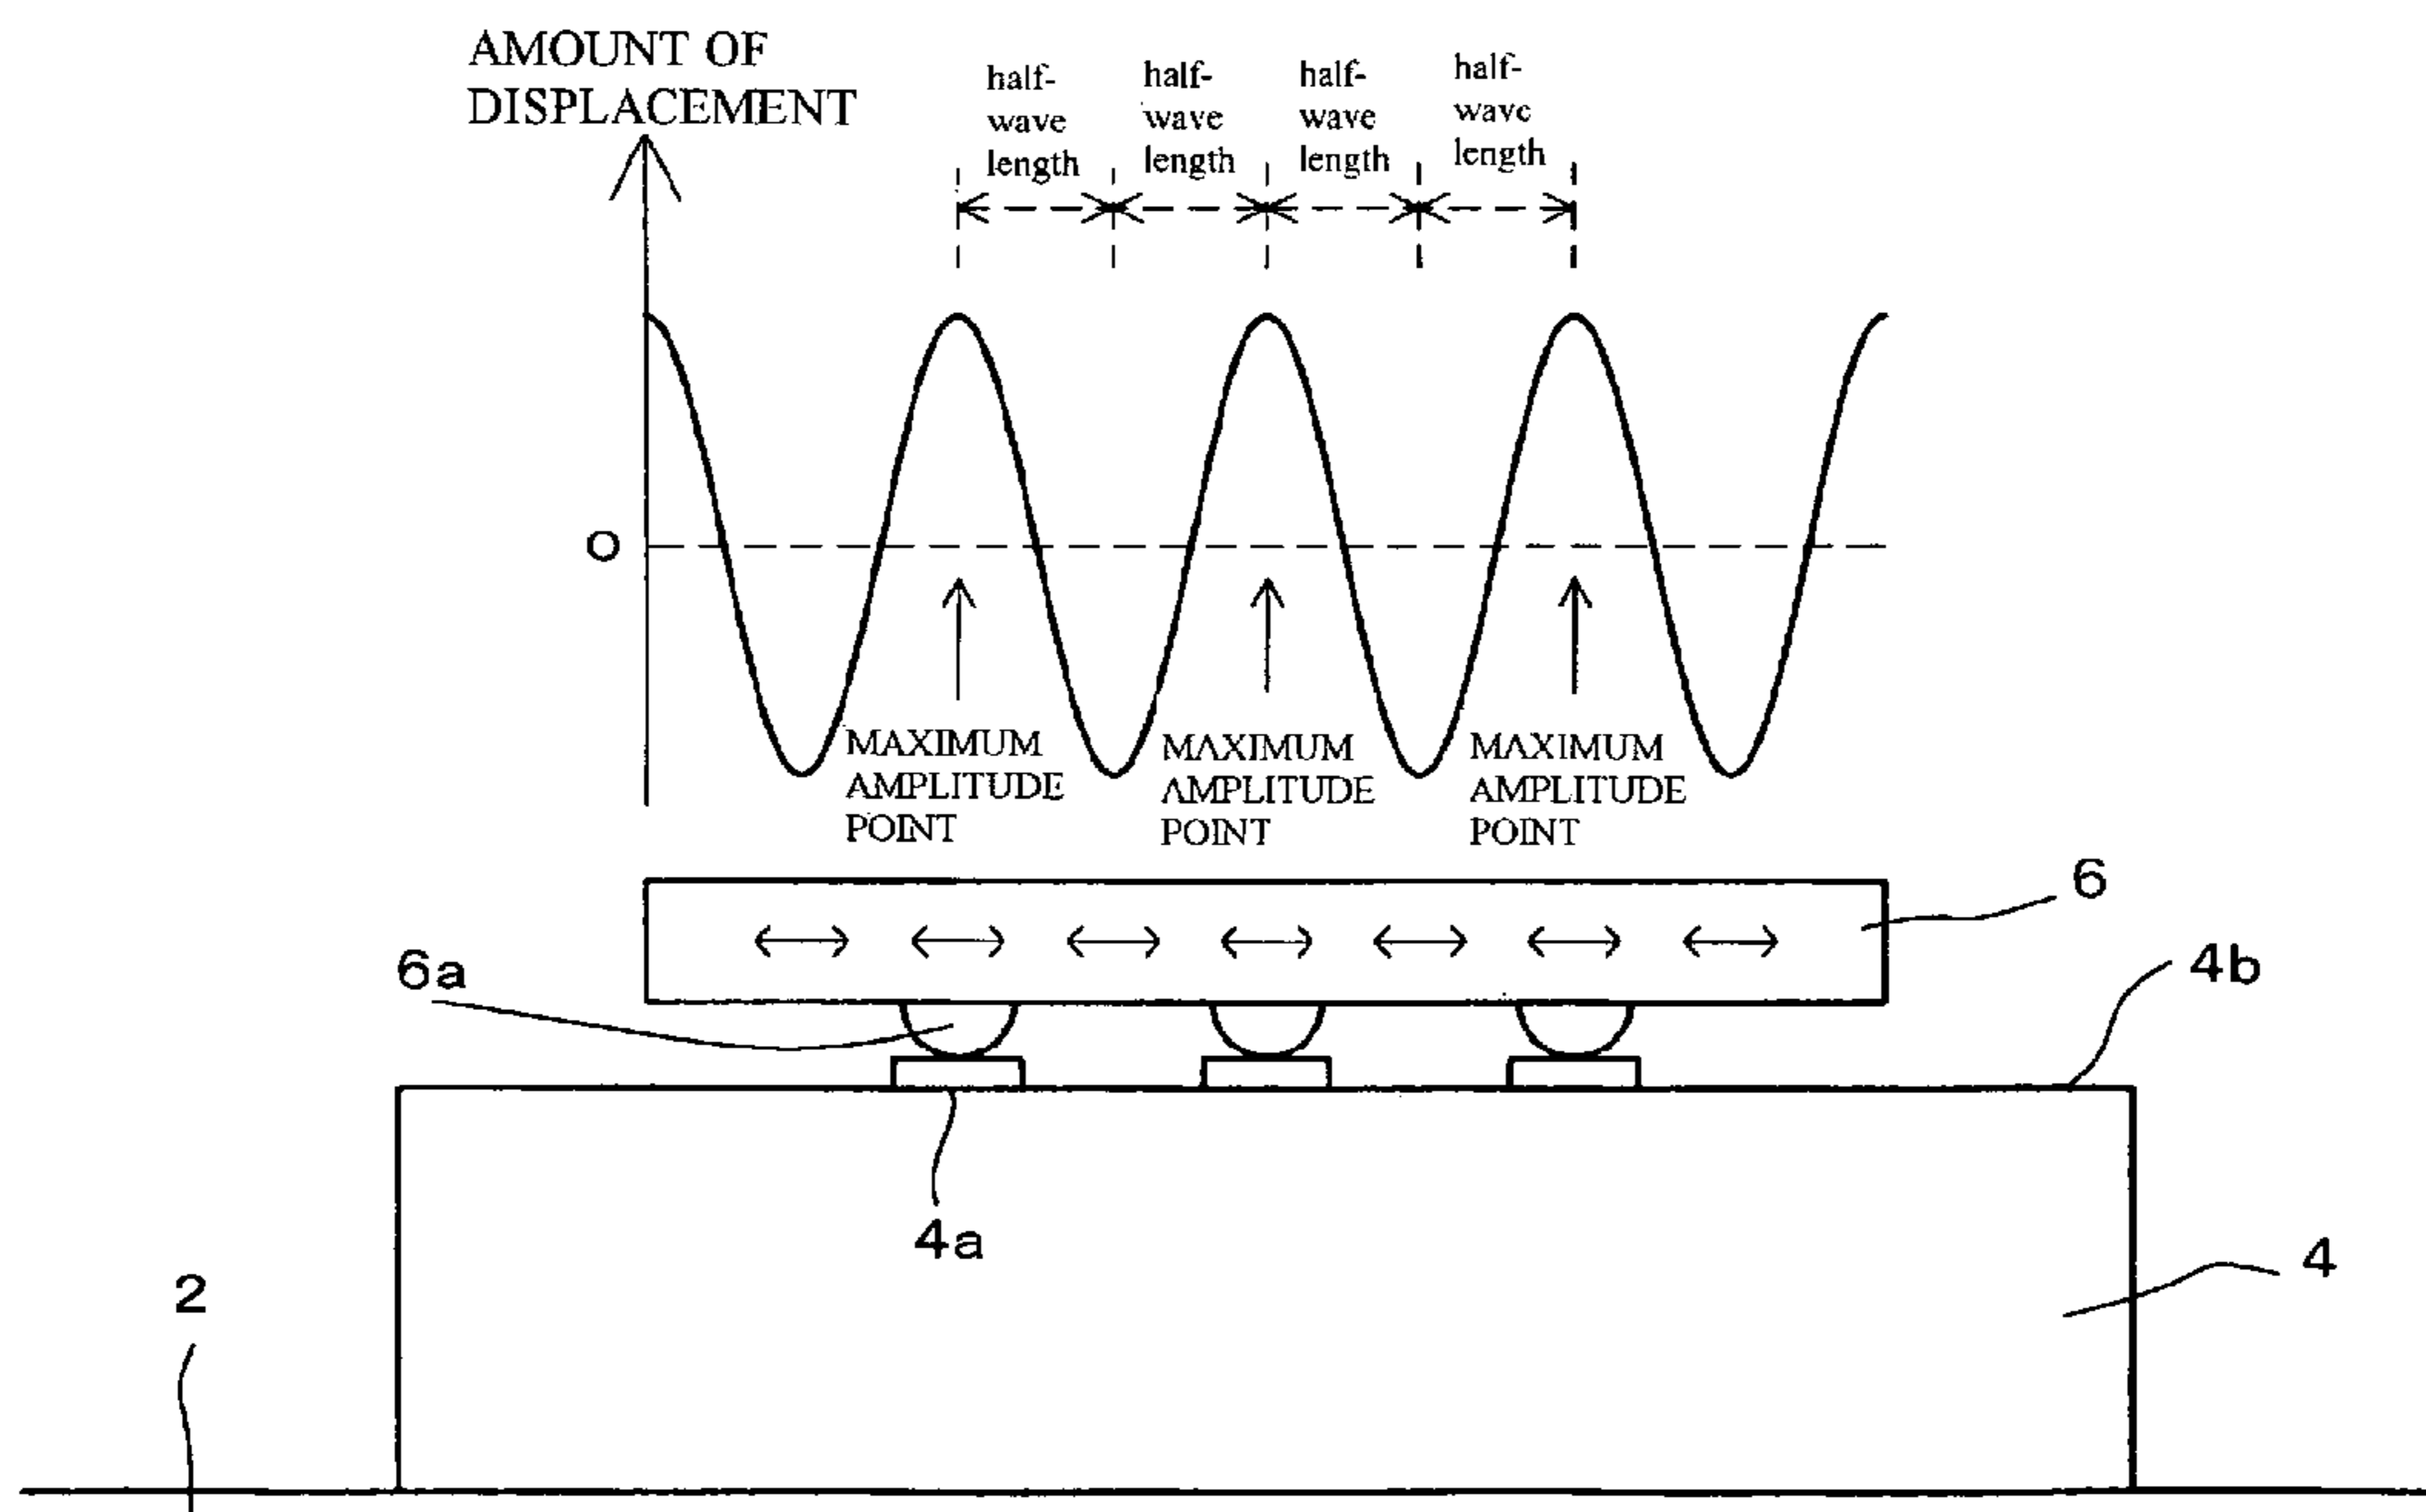 AMOUNT OF
DISPLACEMENT
half-
wave
length
half-
wave
length
half-
wave
length
half-
wave
length
O
MAXIMUM
AMPLITUDE
POINT
MAXIMUM
AMPLITUDE
POINT
MAXIMUM
AMPLITUDE
POINT
6
6a
4b
4a
4
2